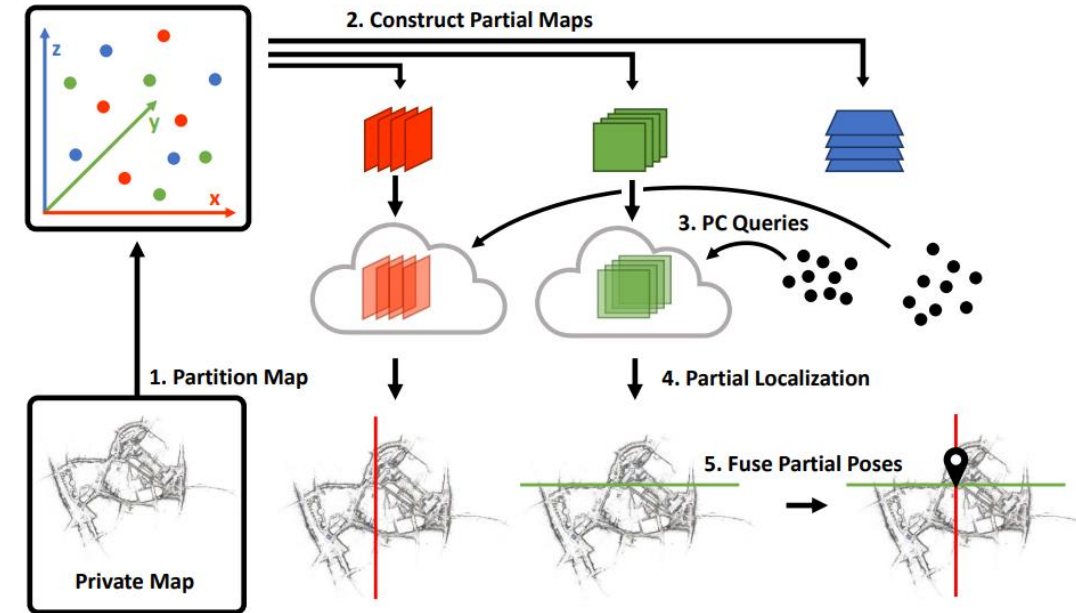 2. Construct Partial Maps
z
y
x
3. PC Queries
1. Partition Map
4. Partial Localization
5. Fuse Partial Poses
Private Map